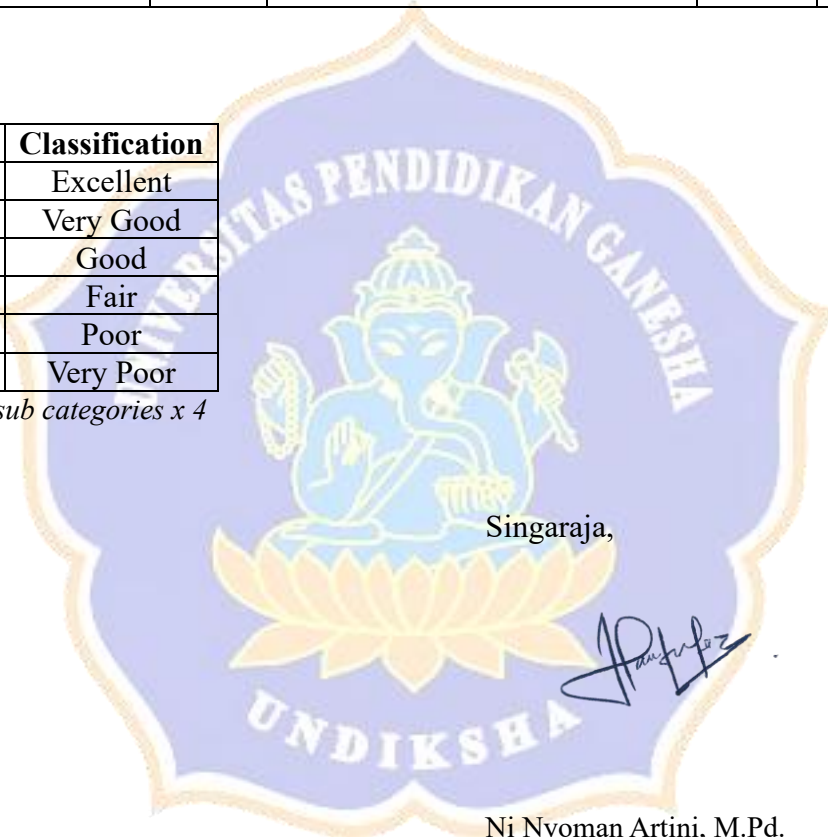 Classification
Excellent
Very Good
Good
Fair
Poor
Very Poor
sub categories x 4
UNIVERSITAS PENDIDIKAN GANESHA
Singaraja,
UNDIKSHA
Ni Nyoman Artini, M.Pd.